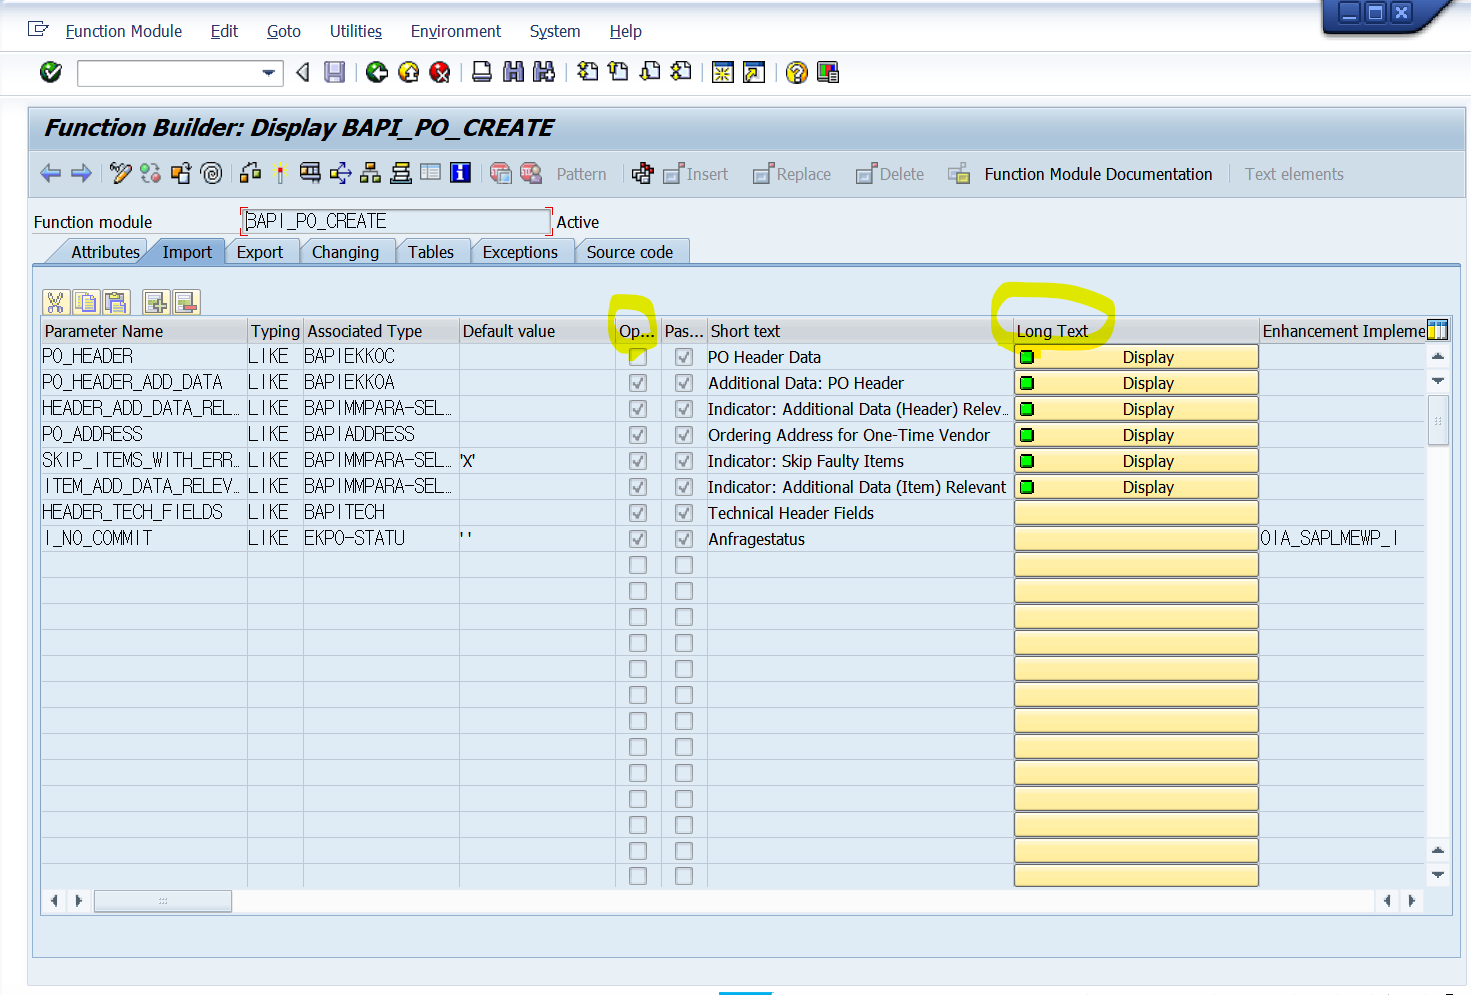 Function Module Edit Goto Utilities Environment System Help
Function Builder: Display BAPI_PO_CREATE
Pattern Insert Replace Delete Function Module Documentation Text elements
Function module BAPI_PO_CREATE Active
Attributes Import Export Changing Tables Exceptions Source code
Parameter Name Typing Associated Type Default value Op... Pas... Short text Long Text Enhancement Impleme
PO_HEADER LIKE BAPIEKKOC PO Header Data Display
PO_HEADER_ADD_DATA LIKE BAPIEKKOA Additional Data: PO Header Display
HEADER_ADD_DATA_REL... LIKE BAPIMMPARA-SEL... Indicator: Additional Data (Header) Relev... Display
PO_ADDRESS LIKE BAPIADDRESS Ordering Address for One-Time Vendor Display
SKIP_ITEMS_WITH_ERR... LIKE BAPIMMPARA-SEL... 'X' Indicator: Skip Faulty Items Display
ITEM_ADD_DATA_RELEV... LIKE BAPIMMPARA-SEL... Indicator: Additional Data (Item) Relevant Display
HEADER_TECH_FIELDS LIKE BAPITECH Technical Header Fields
I_NO_COMMIT LIKE EKPO-STATU ' ' Anfragestatus OIA_SAPLMEWP_I